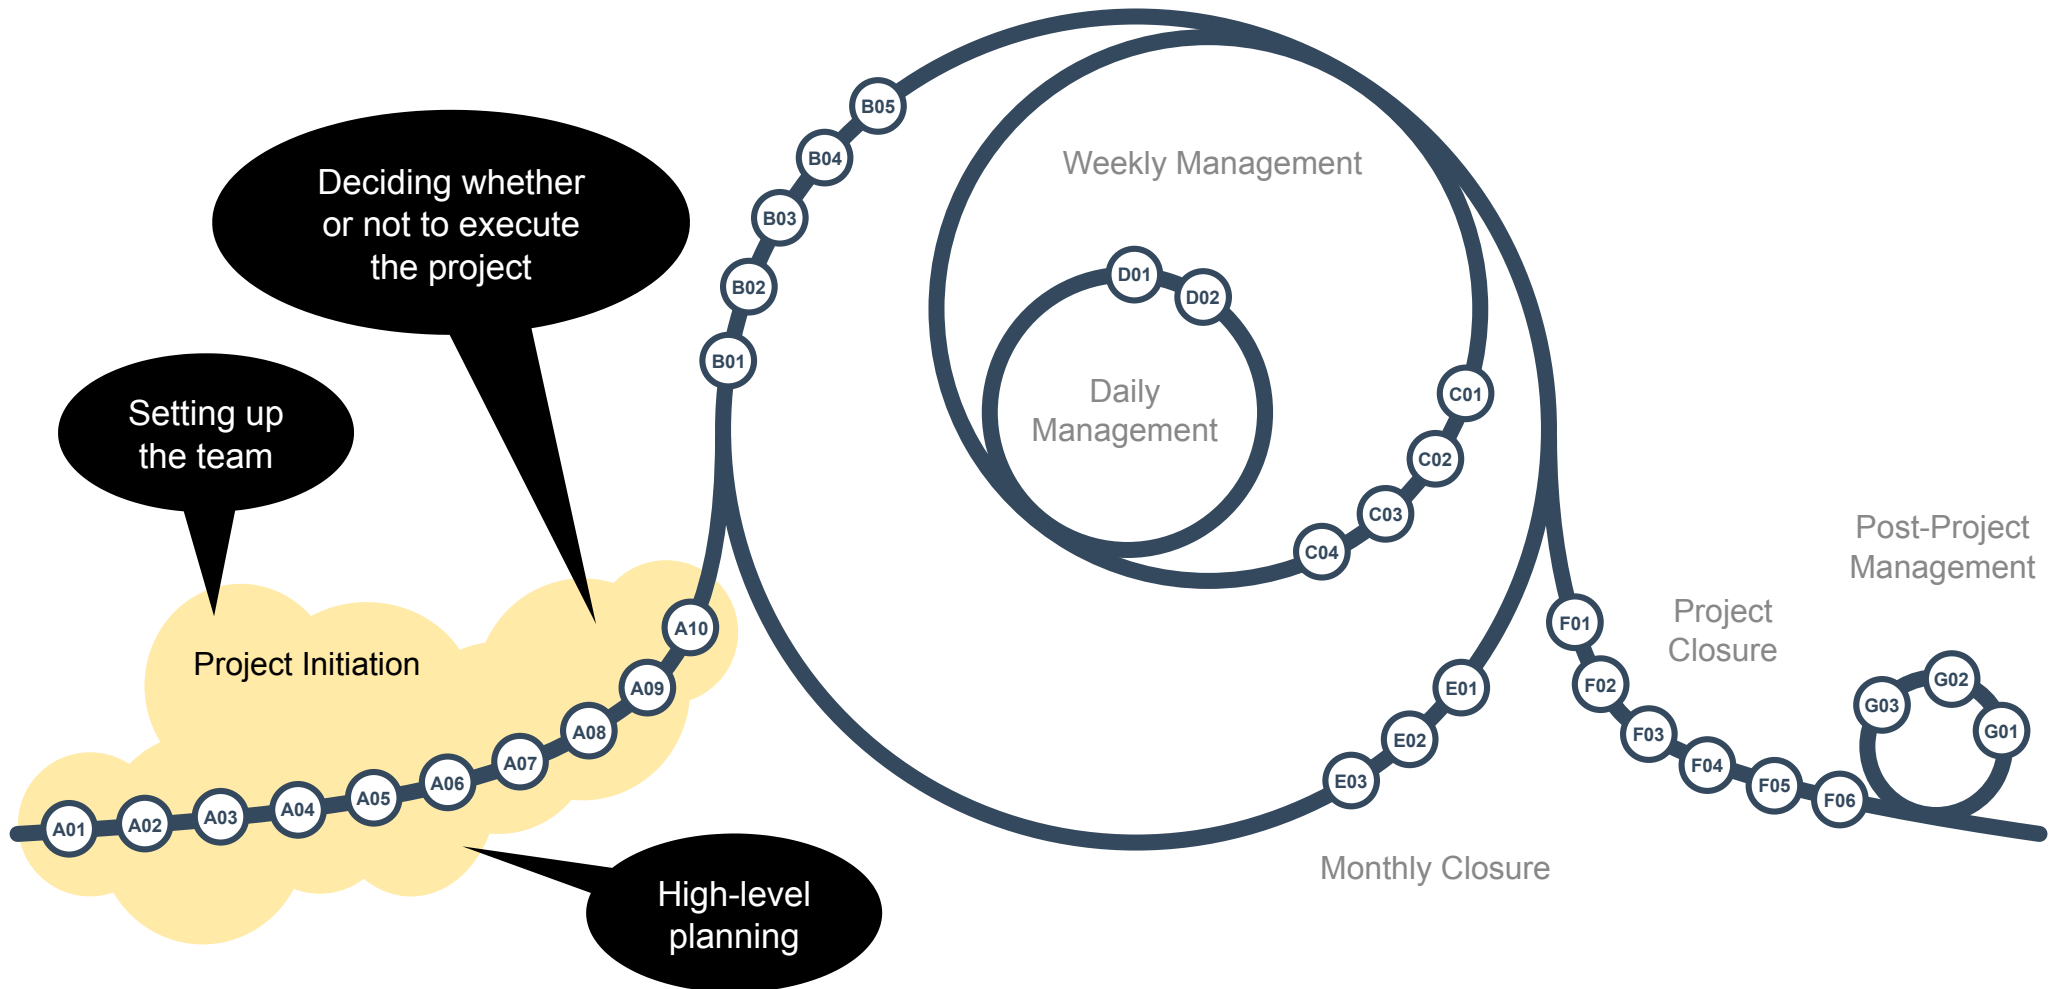 Deciding whether
or not to execute
the project
Setting up
the team
Project Initiation
High-level
planning
A01
A02
A03
A04
A05
A06
A07
A08
A09
A10
B01
B02
B03
B04
B05
Weekly Management
Daily
Management
D01
D02
C01
C02
C03
C04
E01
E02
E03
Monthly Closure
Project
Closure
F01
F02
F03
F04
F05
F06
Post-Project
Management
G01
G02
G03